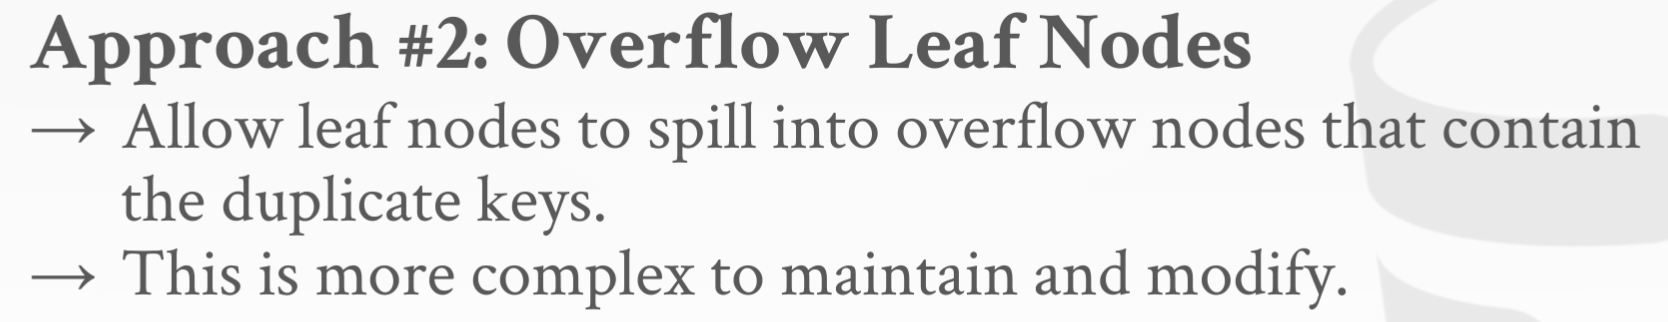 Approach #2: Overflow Leaf Nodes
→ Allow leaf nodes to spill into overflow nodes that contain
the duplicate keys.
→ This is more complex to maintain and modify.